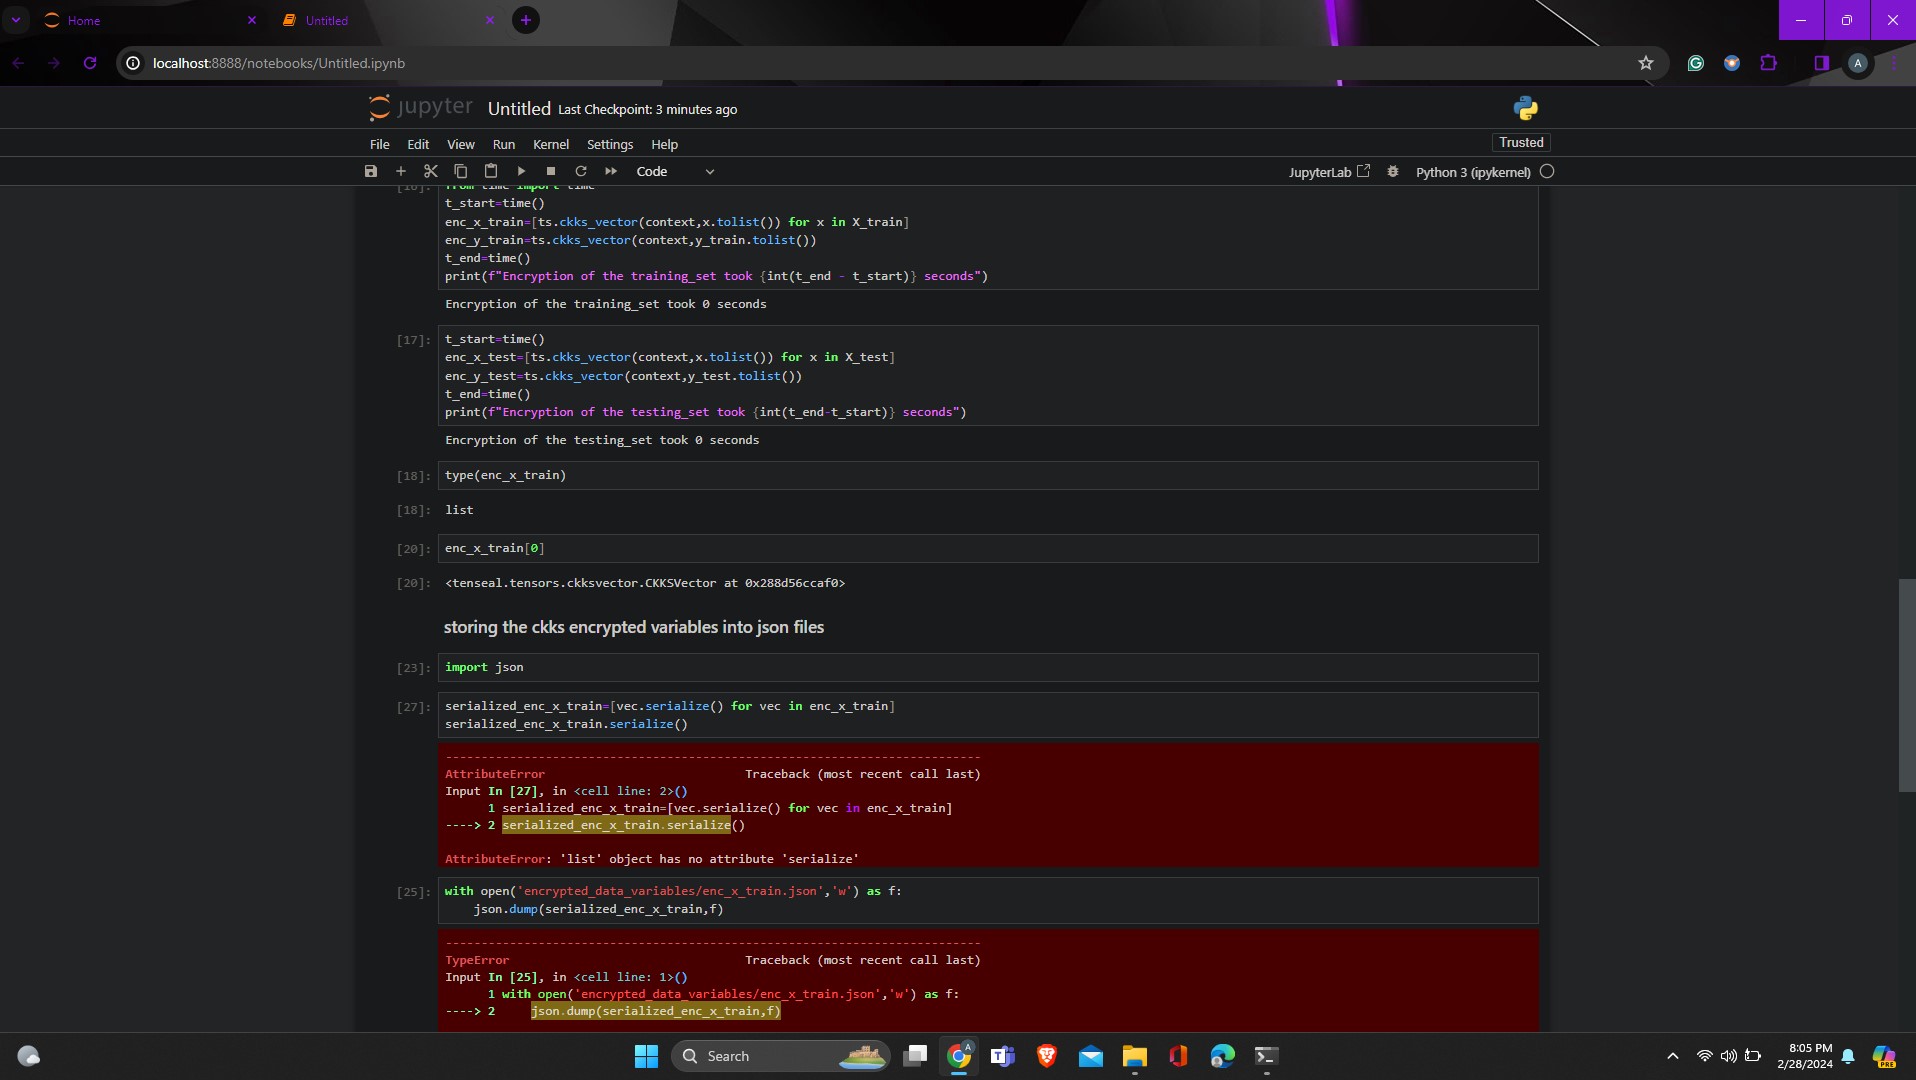 Home
Untitled
localhost:8888/notebooks/Untitled.ipynb
A
jupyter Untitled Last Checkpoint: 3 minutes ago
File Edit View Run Kernel Settings Help
Trusted
Code
JupyterLab
Python 3 (ipykernel)
from time import time
t_start=time()
enc_x_train=[ts.ckks_vector(context,x.tolist()) for x in X_train]
enc_y_train=ts.ckks_vector(context,y_train.tolist())
t_end=time()
print(f"Encryption of the training_set took {int(t_end - t_start)} seconds")
Encryption of the training_set took 0 seconds
[17]: t_start=time()
enc_x_test=[ts.ckks_vector(context,x.tolist()) for x in X_test]
enc_y_test=ts.ckks_vector(context,y_test.tolist())
t_end=time()
print(f"Encryption of the testing_set took {int(t_end-t_start)} seconds")
Encryption of the testing_set took 0 seconds
[18]: type(enc_x_train)
[18]: list
[20]: enc_x_train[0]
[20]: <tenseal.tensors.ckksvector.CKKSVector at 0x288d56ccaf0>
storing the ckks encrypted variables into json files
[23]: import json
[27]: serialized_enc_x_train=[vec.serialize() for vec in enc_x_train]
serialized_enc_x_train.serialize()
---------------------------------------------------------------------------
AttributeError Traceback (most recent call last)
Input In [27], in <cell line: 2>()
1 serialized_enc_x_train=[vec.serialize() for vec in enc_x_train]
----> 2 serialized_enc_x_train.serialize()
AttributeError: 'list' object has no attribute 'serialize'
[25]: with open('encrypted_data_variables/enc_x_train.json','w') as f:
json.dump(serialized_enc_x_train,f)
---------------------------------------------------------------------------
TypeError Traceback (most recent call last)
Input In [25], in <cell line: 1>()
1 with open('encrypted_data_variables/enc_x_train.json','w') as f:
----> 2 json.dump(serialized_enc_x_train,f)
Search
A
8:05 PM
2/28/2024
PRE